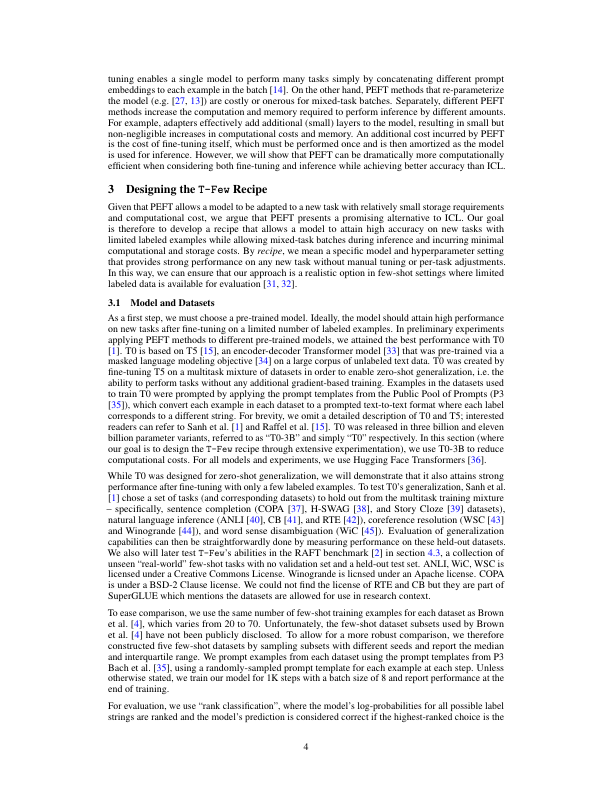 tuning enables a single model to perform many tasks simply by concatenating different prompt
embeddings to each example in the batch [14]. On the other hand, PEFT methods that re-parameterize
the model (e.g. [27, 13]) are costly or onerous for mixed-task batches. Separately, different PEFT
methods increase the computation and memory required to perform inference by different amounts.
For example, adapters effectively add additional (small) layers to the model, resulting in small but
non-negligible increases in computational costs and memory. An additional cost incurred by PEFT
is the cost of fine-tuning itself, which must be performed once and is then amortized as the model
is used for inference. However, we will show that PEFT can be dramatically more computationally
efficient when considering both fine-tuning and inference while achieving better accuracy than ICL.
3 Designing the T-Few Recipe
Given that PEFT allows a model to be adapted to a new task with relatively small storage requirements
and computational cost, we argue that PEFT presents a promising alternative to ICL. Our goal
is therefore to develop a recipe that allows a model to attain high accuracy on new tasks with
limited labeled examples while allowing mixed-task batches during inference and incurring minimal
computational and storage costs. By recipe, we mean a specific model and hyperparameter setting
that provides strong performance on any new task without manual tuning or per-task adjustments.
In this way, we can ensure that our approach is a realistic option in few-shot settings where limited
labeled data is available for evaluation [31, 32].
3.1 Model and Datasets
As a first step, we must choose a pre-trained model. Ideally, the model should attain high performance
on new tasks after fine-tuning on a limited number of labeled examples. In preliminary experiments
applying PEFT methods to different pre-trained models, we attained the best performance with T0
[1]. T0 is based on T5 [15], an encoder-decoder Transformer model [33] that was pre-trained via a
masked language modeling objective [34] on a large corpus of unlabeled text data. T0 was created by
fine-tuning T5 on a multitask mixture of datasets in order to enable zero-shot generalization, i.e. the
ability to perform tasks without any additional gradient-based training. Examples in the datasets used
to train T0 were prompted by applying the prompt templates from the Public Pool of Prompts (P3
[35]), which convert each example in each dataset to a prompted text-to-text format where each label
corresponds to a different string. For brevity, we omit a detailed description of T0 and T5; interested
readers can refer to Sanh et al. [1] and Raffel et al. [15]. T0 was released in three billion and eleven
billion parameter variants, referred to as “T0-3B” and simply “T0” respectively. In this section (where
our goal is to design the T-Few recipe through extensive experimentation), we use T0-3B to reduce
computational costs. For all models and experiments, we use Hugging Face Transformers [36].
While T0 was designed for zero-shot generalization, we will demonstrate that it also attains strong
performance after fine-tuning with only a few labeled examples. To test T0’s generalization, Sanh et al.
[1] chose a set of tasks (and corresponding datasets) to hold out from the multitask training mixture
– specifically, sentence completion (COPA [37], H-SWAG [38], and Story Cloze [39] datasets),
natural language inference (ANLI [40], CB [41], and RTE [42]), coreference resolution (WSC [43]
and Winogrande [44]), and word sense disambiguation (WiC [45]). Evaluation of generalization
capabilities can then be straightforwardly done by measuring performance on these held-out datasets.
We also will later test T-Few’s abilities in the RAFT benchmark [2] in section 4.3, a collection of
unseen “real-world” few-shot tasks with no validation set and a held-out test set. ANLI, WiC, WSC is
licensed under a Creative Commons License. Winogrande is licnsed under an Apache license. COPA
is under a BSD-2 Clause license. We could not find the license of RTE and CB but they are part of
SuperGLUE which mentions the datasets are allowed for use in research context.
To ease comparison, we use the same number of few-shot training examples for each dataset as Brown
et al. [4], which varies from 20 to 70. Unfortunately, the few-shot dataset subsets used by Brown
et al. [4] have not been publicly disclosed. To allow for a more robust comparison, we therefore
constructed five few-shot datasets by sampling subsets with different seeds and report the median
and interquartile range. We prompt examples from each dataset using the prompt templates from P3
Bach et al. [35], using a randomly-sampled prompt template for each example at each step. Unless
otherwise stated, we train our model for 1K steps with a batch size of 8 and report performance at the
end of training.
For evaluation, we use “rank classification”, where the model’s log-probabilities for all possible label
strings are ranked and the model’s prediction is considered correct if the highest-ranked choice is the
4